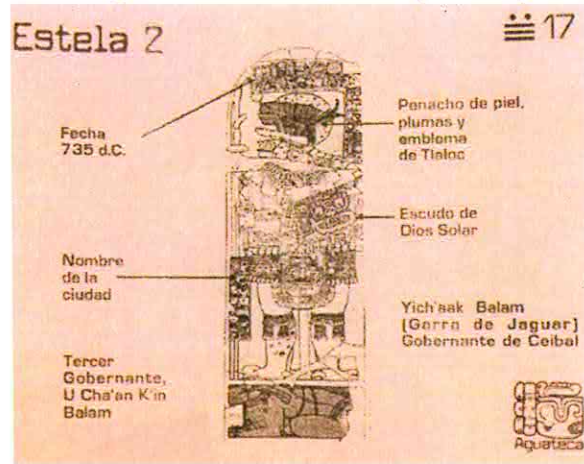 Estela 2
17
Fecha
735 d.C.
Penacho de piel,
plumas y
emblema
de Tlaloc
Escudo de
Dios Solar
Nombre
de la
ciudad
Yich'aak Balam
(Garra de Jaguar)
Gobernante de Ceibal
Tercer
Gobernante,
U Cha'an K'in
Balam
Aguateca